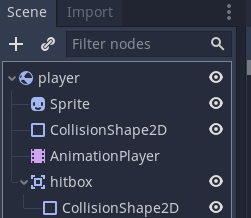 Scene Import
Filter nodes
player
Sprite
CollisionShape2D
AnimationPlayer
hitbox
CollisionShape2D